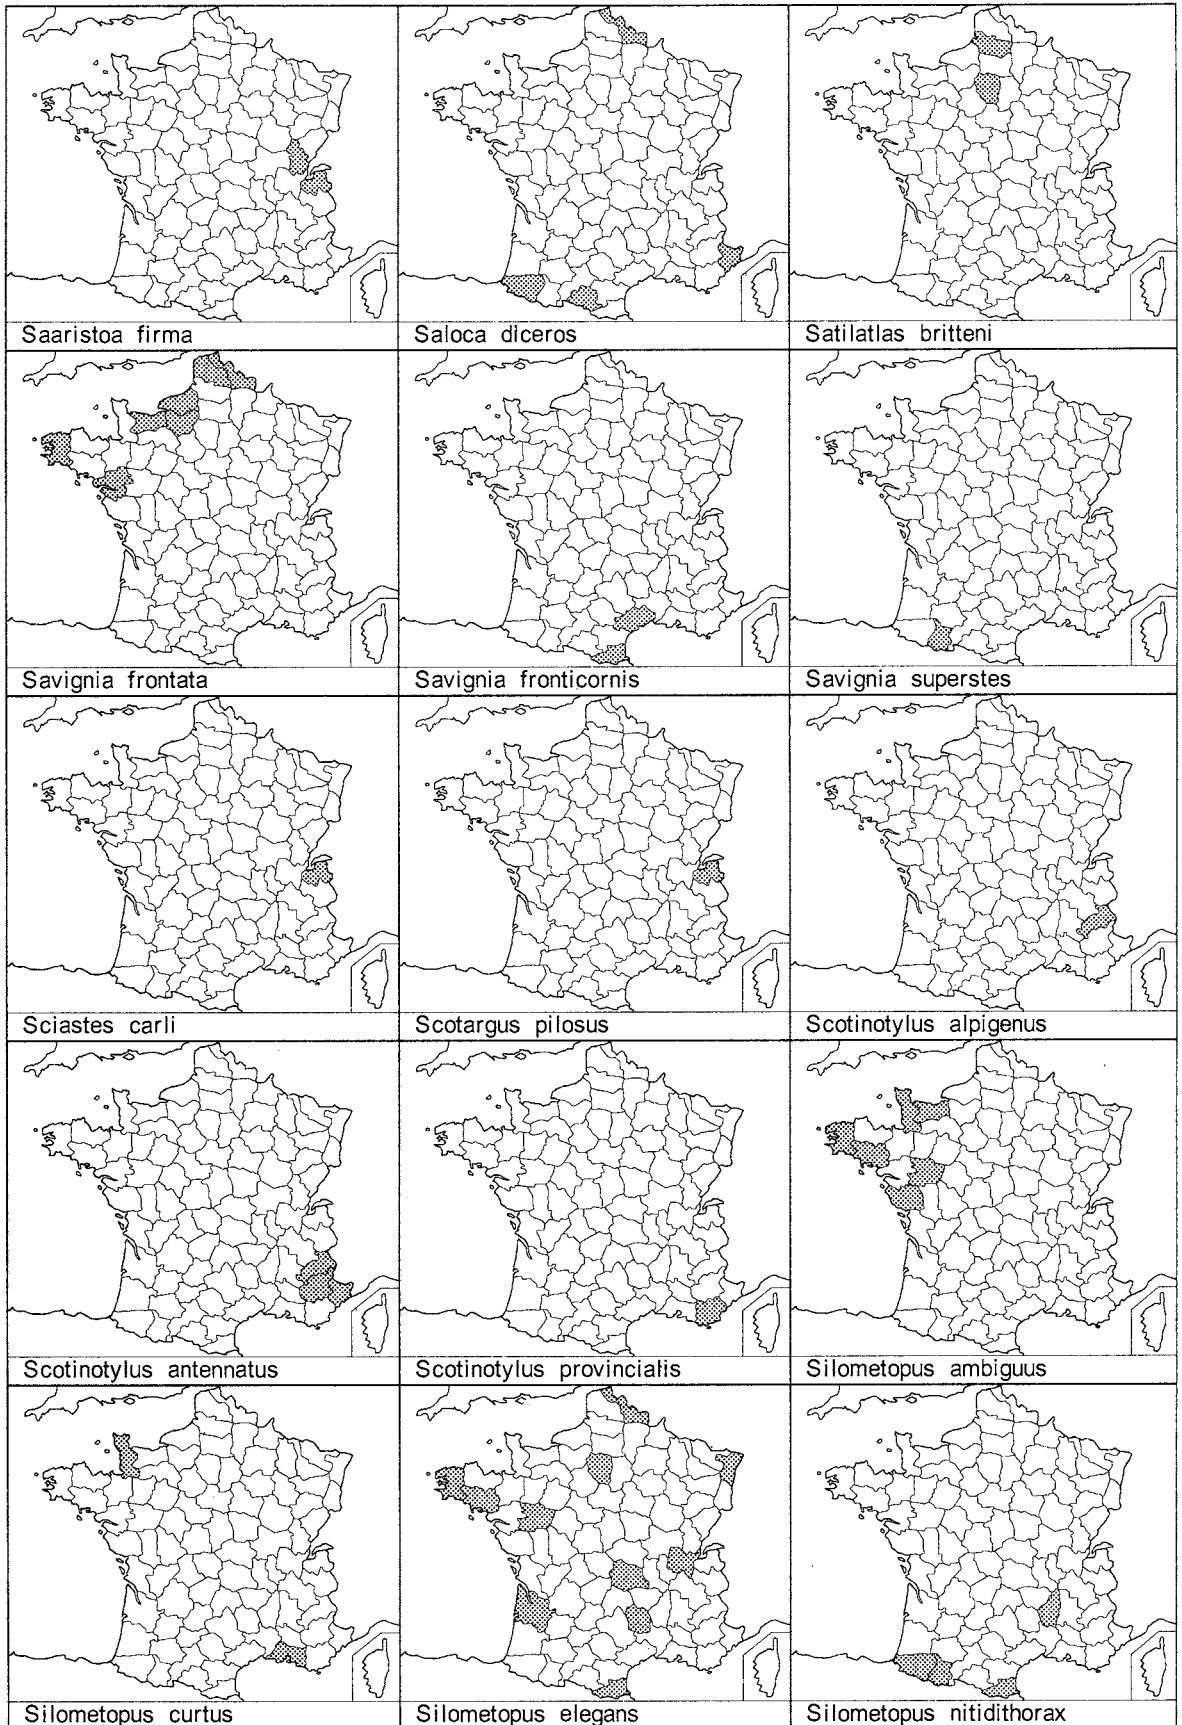 Saaristoa firma
Saloca diceros
Satilatlas britteni
Savignia frontata
Savignia fronticornis
Savignia superstes
Sciastes carli
Scotargus pilosus
Scotinotylus alpigenus
Scotinotylus antennatus
Scotinotylus provincialis
Silometopus ambiguus
Silometopus curtus
Silometopus elegans
Silometopus nitidithorax